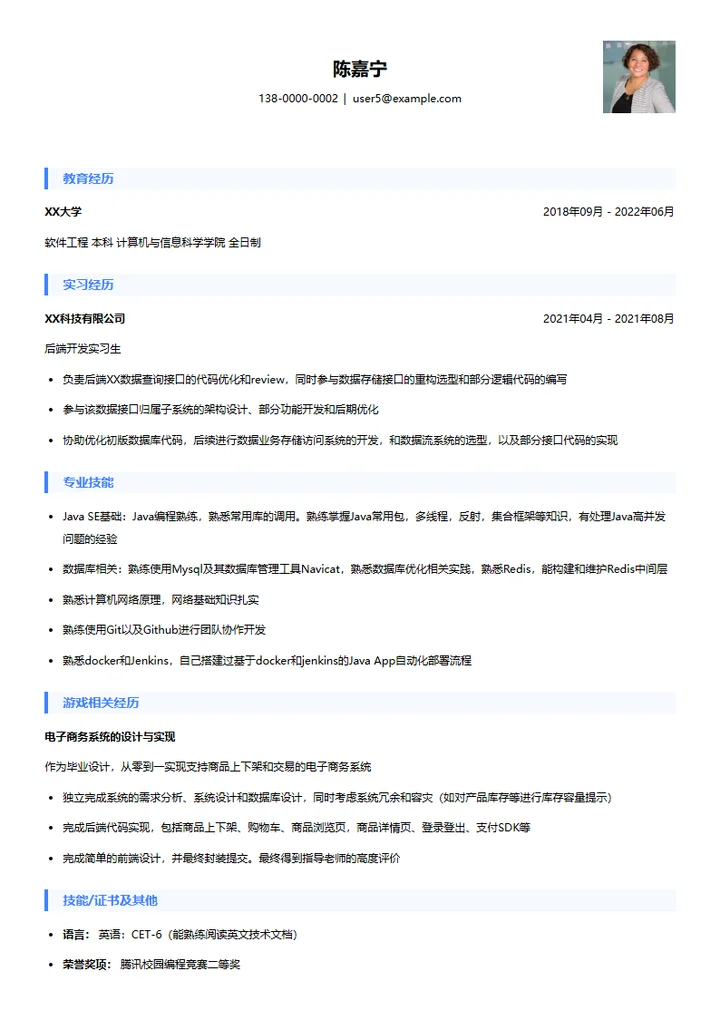 陈嘉宁
138-0000-0002 | user5@example.com
教育经历
XX大学 2018年09月 - 2022年06月
软件工程 本科 计算机与信息科学学院 全日制
实习经历
XX科技有限公司 2021年04月 - 2021年08月
后端开发实习生
• 负责后端XX数据查询接口的代码优化和review，同时参与数据存储接口的重构选型和部分逻辑代码的编写
• 参与该数据接口归属子系统的架构设计、部分功能开发和后期优化
• 协助优化初版数据库代码，后续进行数据业务存储访问系统的开发，和数据流系统的选型，以及部分接口代码的实现
专业技能
• Java SE基础：Java编程熟练，熟悉常用库的调用。熟练掌握Java常用包，多线程，反射，集合框架等知识，有处理Java高并发
问题的经验
• 数据库相关：熟练使用Mysql及其数据库管理工具Navicat，熟悉数据库优化相关实践，熟悉Redis，能构建和维护Redis中间层
• 熟悉计算机网络原理，网络基础知识扎实
• 熟练使用Git以及Github进行团队协作开发
• 熟悉docker和Jenkins，自己搭建过基于docker和jenkins的Java App自动化部署流程
游戏相关经历
电子商务系统的设计与实现
作为毕业设计，从零到一实现支持商品上下架和交易的电子商务系统
• 独立完成系统的需求分析、系统设计和数据库设计，同时考虑系统冗余和容灾（如对产品库存等进行库存容量提示）
• 完成后端代码实现，包括商品上下架、购物车、商品浏览页，商品详情页、登录登出、支付SDK等
• 完成简单的前端设计，并最终封装提交。最终得到指导老师的高度评价
技能/证书及其他
• 语言： 英语：CET-6（能熟练阅读英文技术文档）
• 荣誉奖项： 腾讯校园编程竞赛二等奖